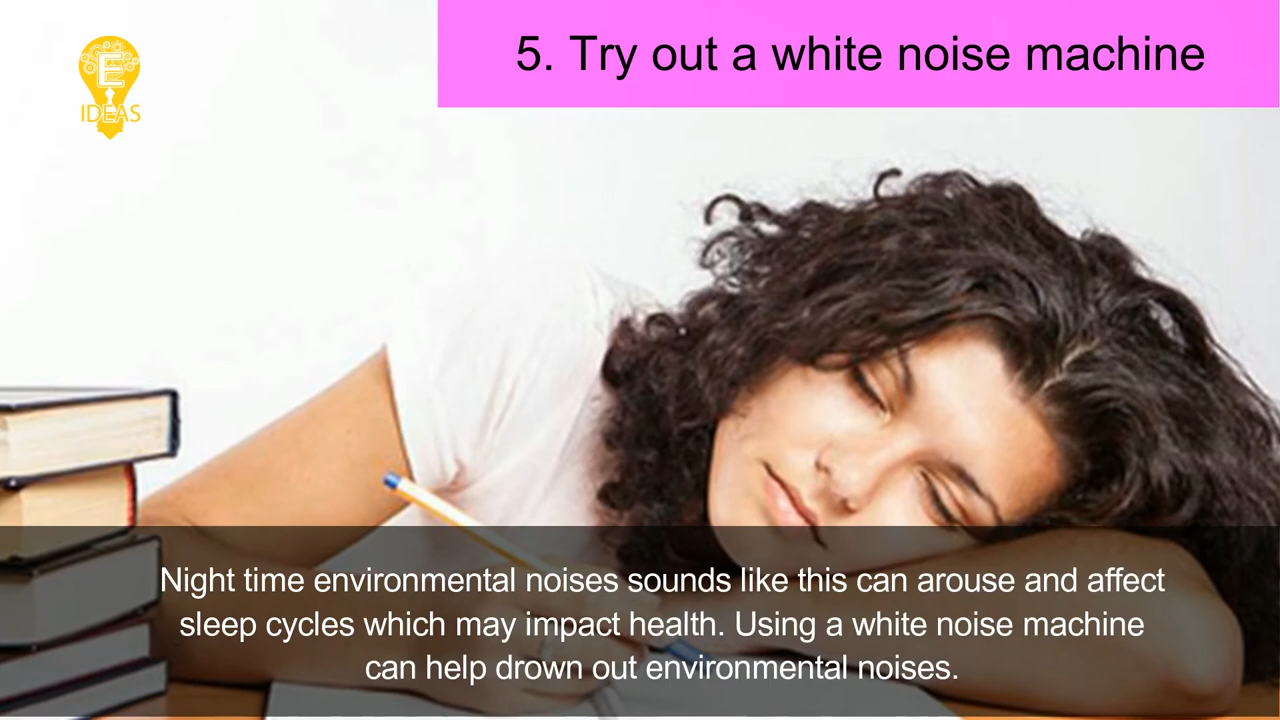 5. Try out a white noise machine
E
IDEAS
Night time environmental noises sounds like this can arouse and affect
sleep cycles which may impact health. Using a white noise machine
can help drown out environmental noises.